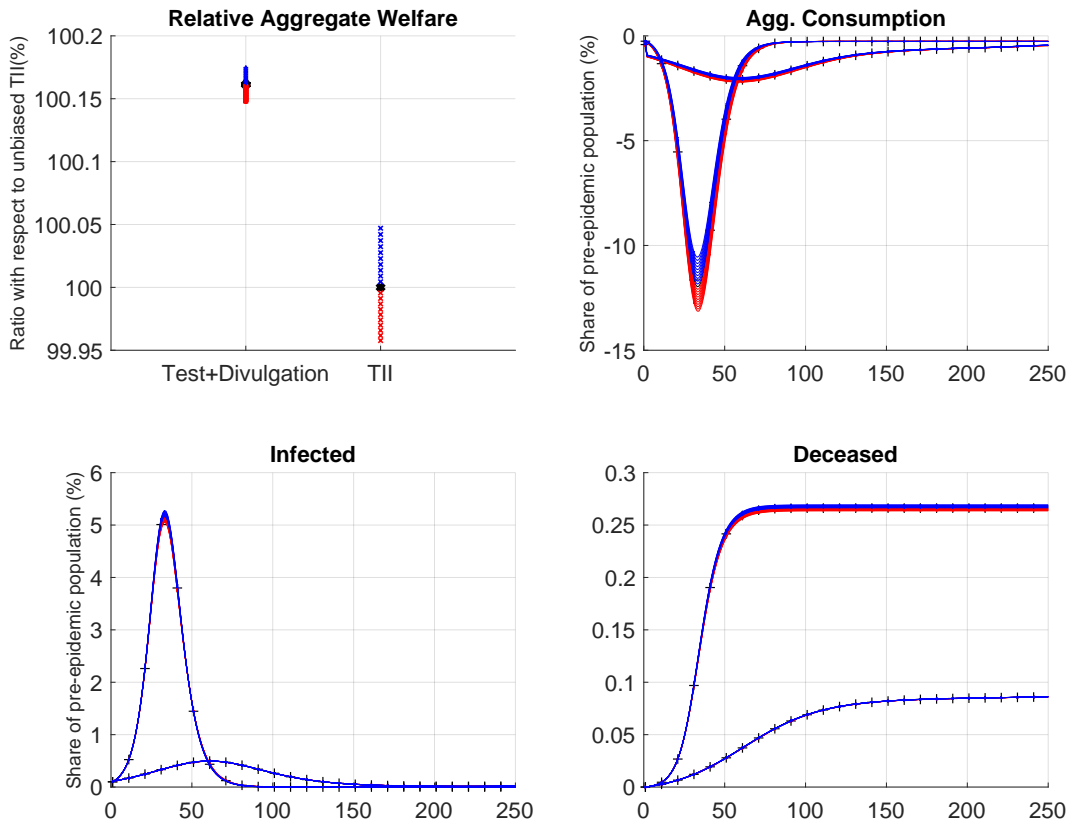 Relative Aggregate Welfare
Ratio with respect to unbiased TII(%)
100.2
100.15
100.1
100.05
100
99.95
Test+Divulgation TII
Agg. Consumption
Share of pre-epidemic population (%)
0
-5
-10
-15
0 50 100 150 200 250
Infected
Share of pre-epidemic population (%)
6
5
4
3
2
1
0
0 50 100 150 200 250
Deceased
0.3
0.25
0.2
0.15
0.1
0.05
0
0 50 100 150 200 250